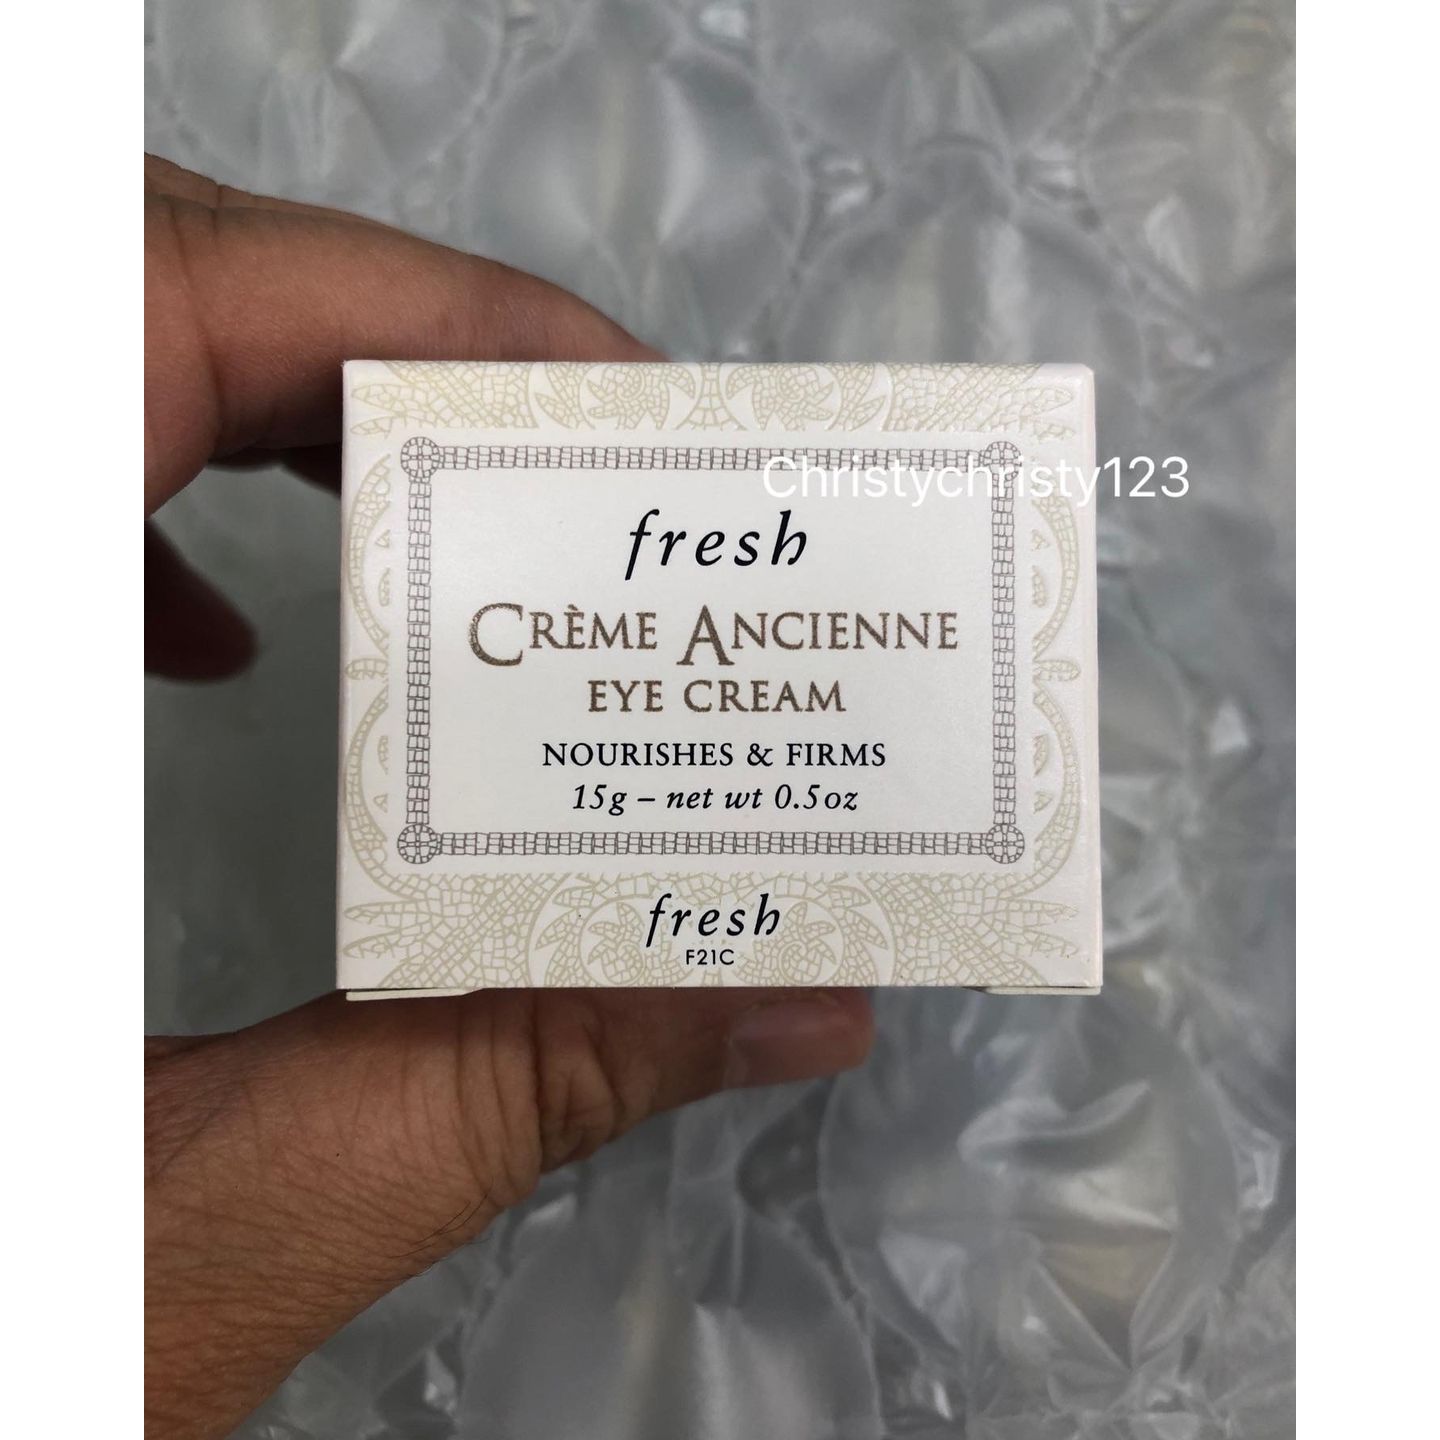 Christychristy123
fresh
CRÈME ANCIENNE
EYE CREAM
NOURISHES & FIRMS
15g – net wt 0.5oz
fresh
F21C